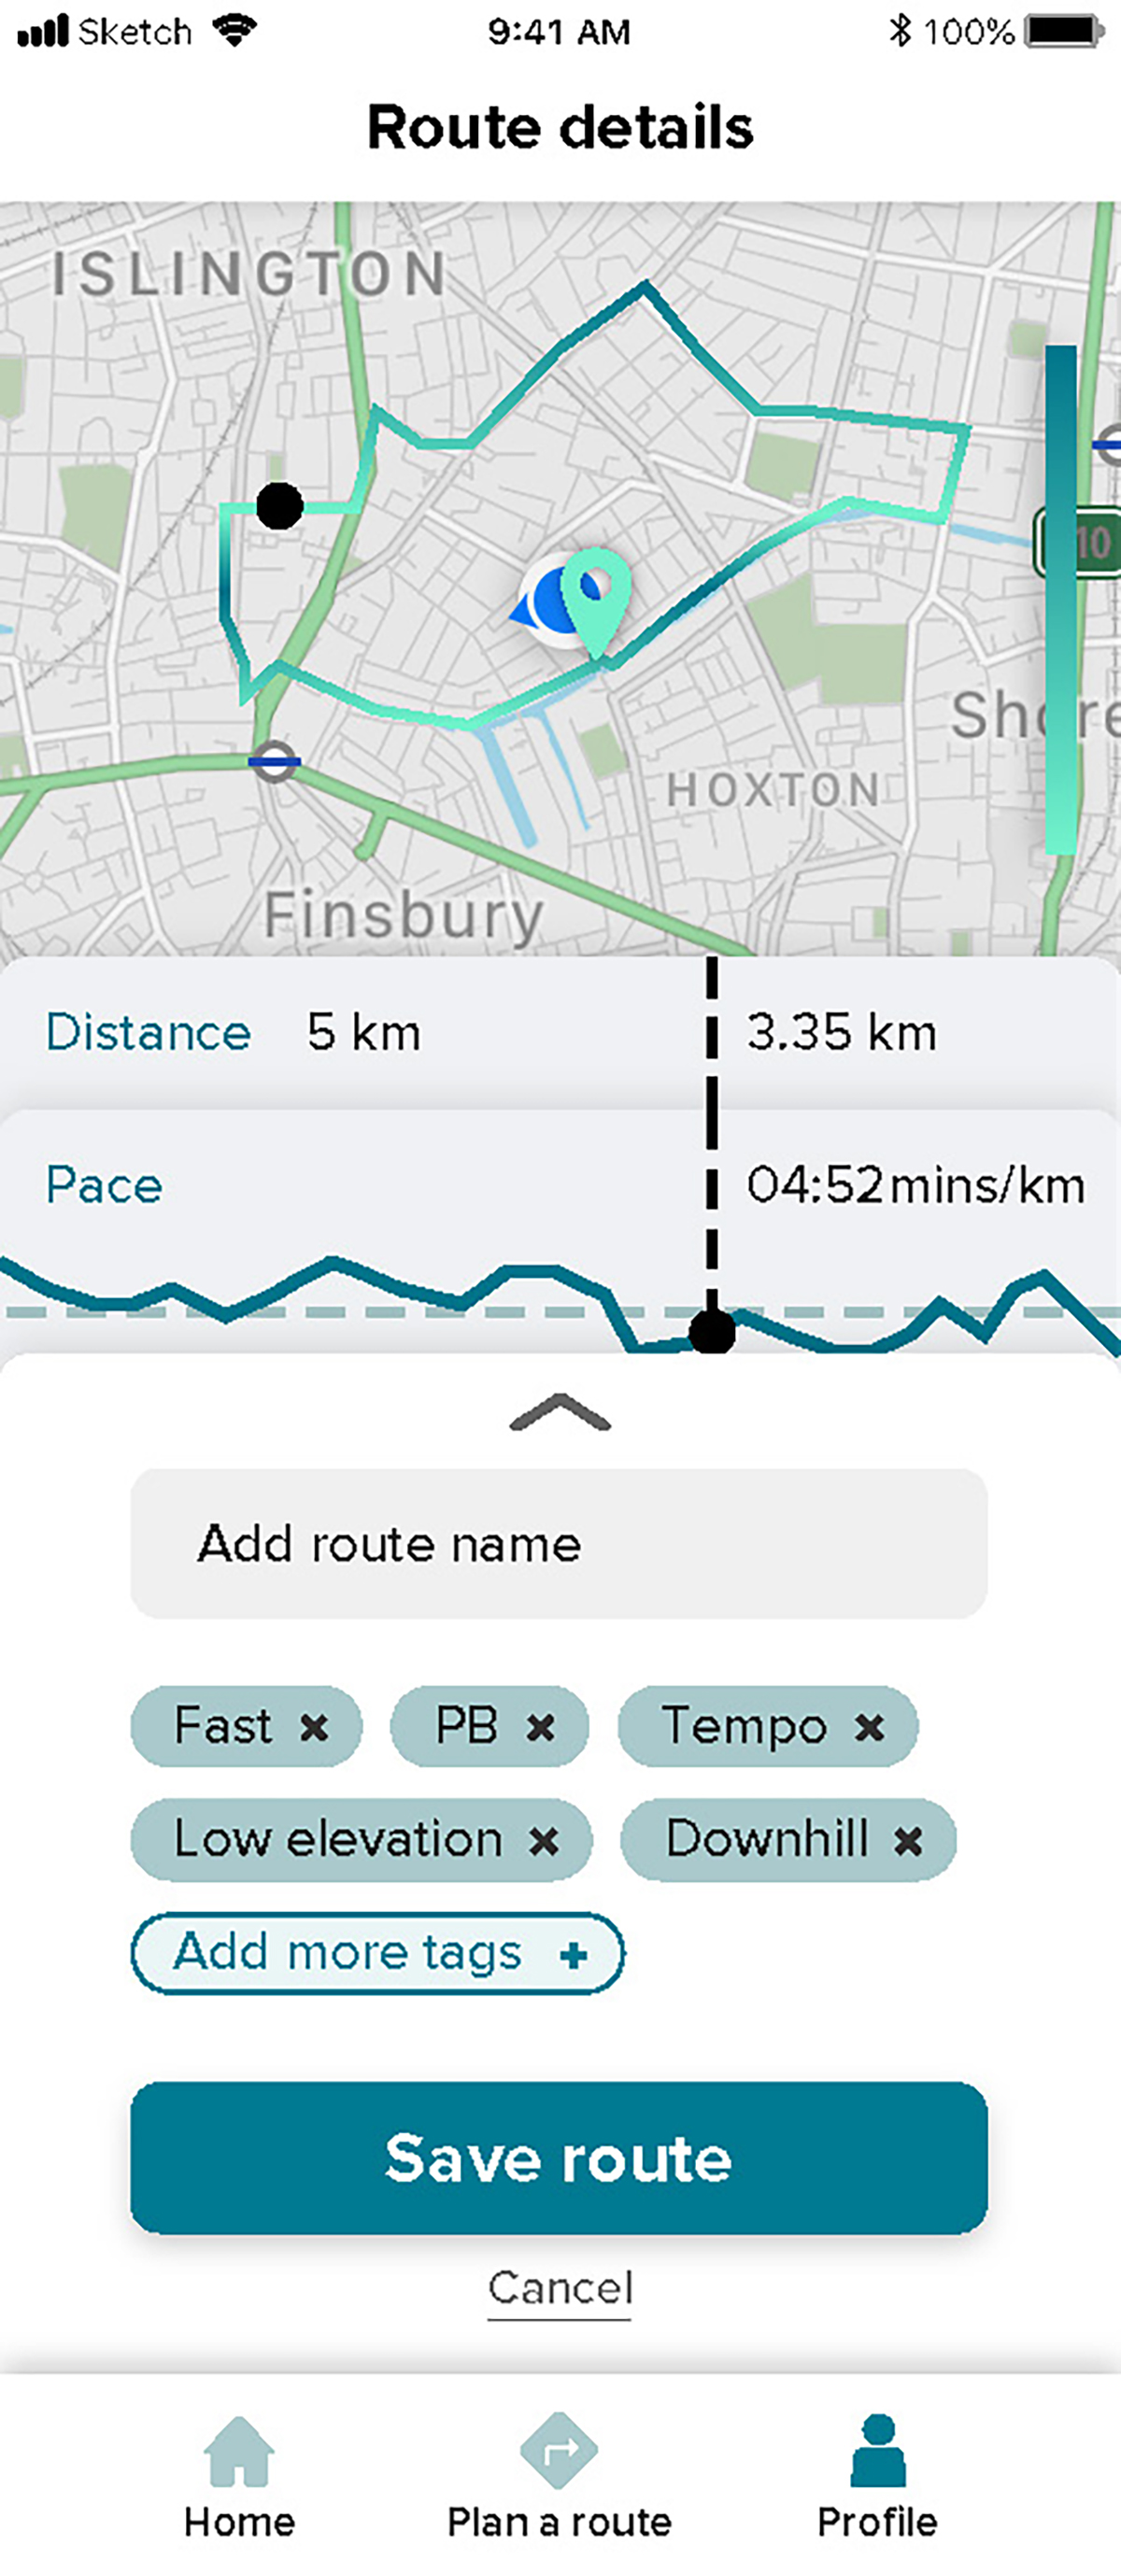 Sketch 9:41 AM 100%
Route details
ISLINGTON
10
Shore
HOXTON
Finsbury
Distance 5 km 3.35 km
Pace 04:52mins/km
Add route name
Fast × PB × Tempo ×
Low elevation × Downhill ×
Add more tags +
Save route
Cancel
Home Plan a route Profile